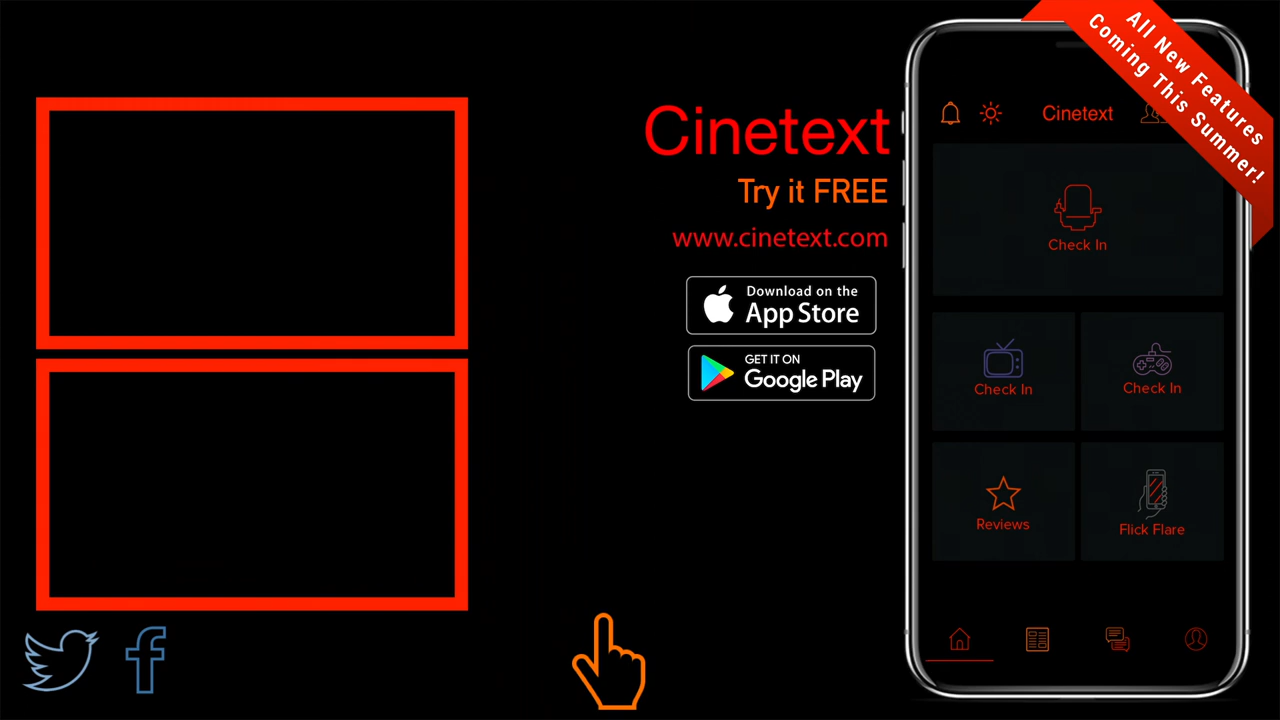 Cinetext
Try it FREE
www.cinetext.com
Download on the
App Store
GET IT ON
Google Play
Cinetext
Check In
Check In
Check In
Reviews
Flick Flare
All New Features
Coming This Summer!